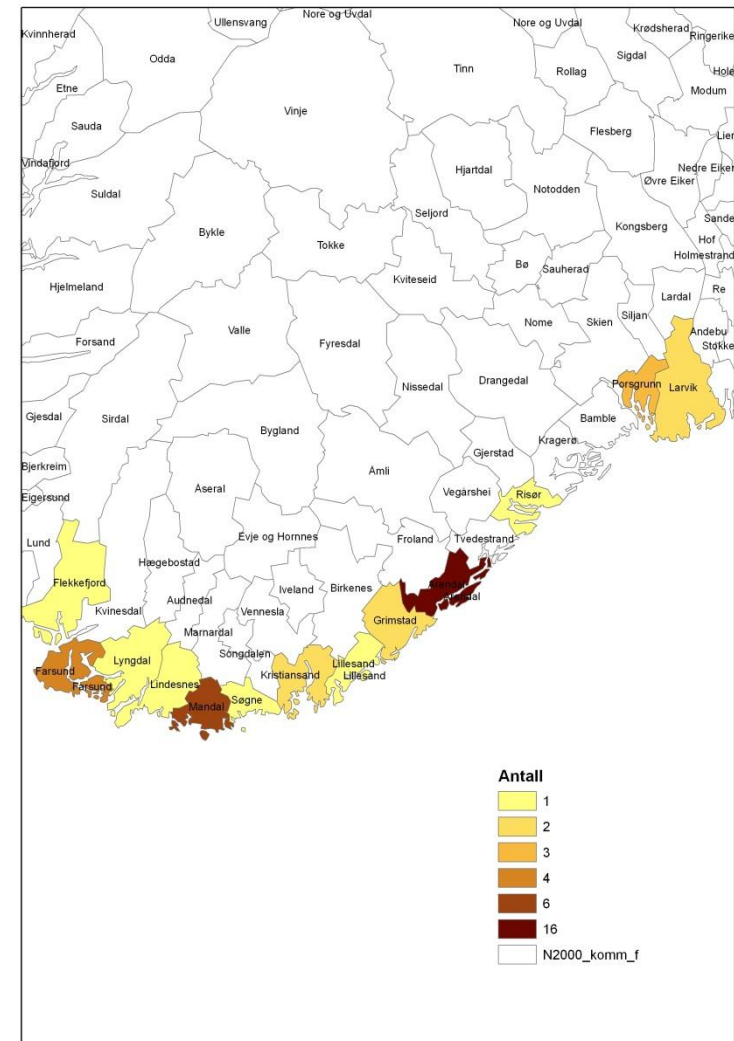 Ullensvang
Nore og Uvdal
Nore og Uvdal
Krødsherad
Kvinnherad
Ringerike
Odda
Tinn
Rollag
Sigdal
Hole
Etne
Modum
Vinje
Sauda
Flesberg
Lier
Vindafjord
Hjartdal
Nedre Eiker
Suldal
Notodden
Øvre Eiker
Seljord
Sande
Bykle
Kongsberg
Tokke
Hof
Bø
Sauherad
Holmestrand
Kviteseid
Hjelmeland
Re
Lardal
Nome
Siljan
Skien
Valle
Andebu
Forsand
Fyresdal
Stokke
Nissedal
Drangedal
Porsgrunn
Larvik
Gjesdal
Sirdal
Bamble
Bygland
Kragerø
Gjerstad
Bjerkreim
Åmli
Åseral
Vegårshei
Risør
Eigersund
Evje og Hornnes
Froland
Tvedestrand
Lund
Hægebostad
Arendal
Flekkefjord
Iveland
Birkenes
Arendal
Audnedal
Kvinesdal
Vennesla
Grimstad
Marnardal
Songdalen
Lyngdal
Lillesand
Farsund
Kristiansand
Lillesand
Farsund
Lindesnes
Søgne
Mandal
Antall
1
2
3
4
6
16
N2000_komm_f